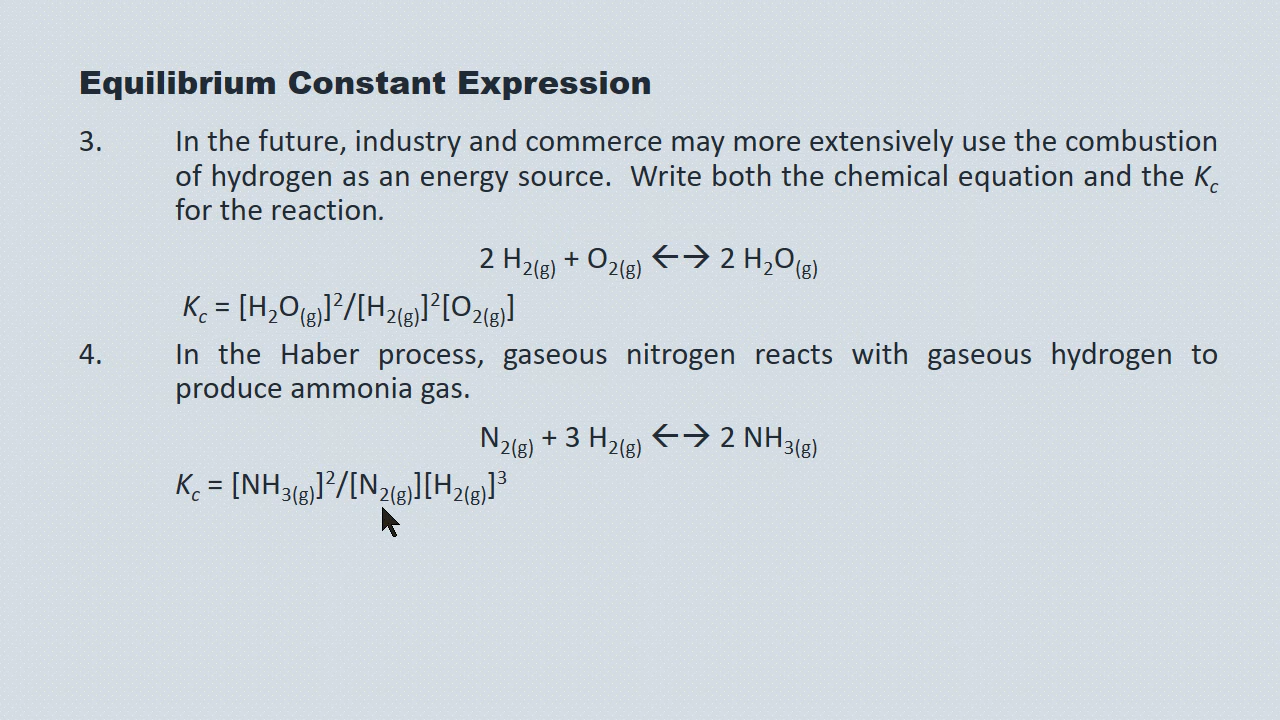 Equilibrium Constant Expression
3. In the future, industry and commerce may more extensively use the combustion
of hydrogen as an energy source. Write both the chemical equation and the K꜀
for the reaction.
2 H₂(g) + O₂(g) ←→ 2 H₂O(g)
K꜀ = [H₂O(g)]²/[H₂(g)]²[O₂(g)]
4. In the Haber process, gaseous nitrogen reacts with gaseous hydrogen to
produce ammonia gas.
N₂(g) + 3 H₂(g) ←→ 2 NH₃(g)
K꜀ = [NH₃(g)]²/[N₂(g)][H₂(g)]³